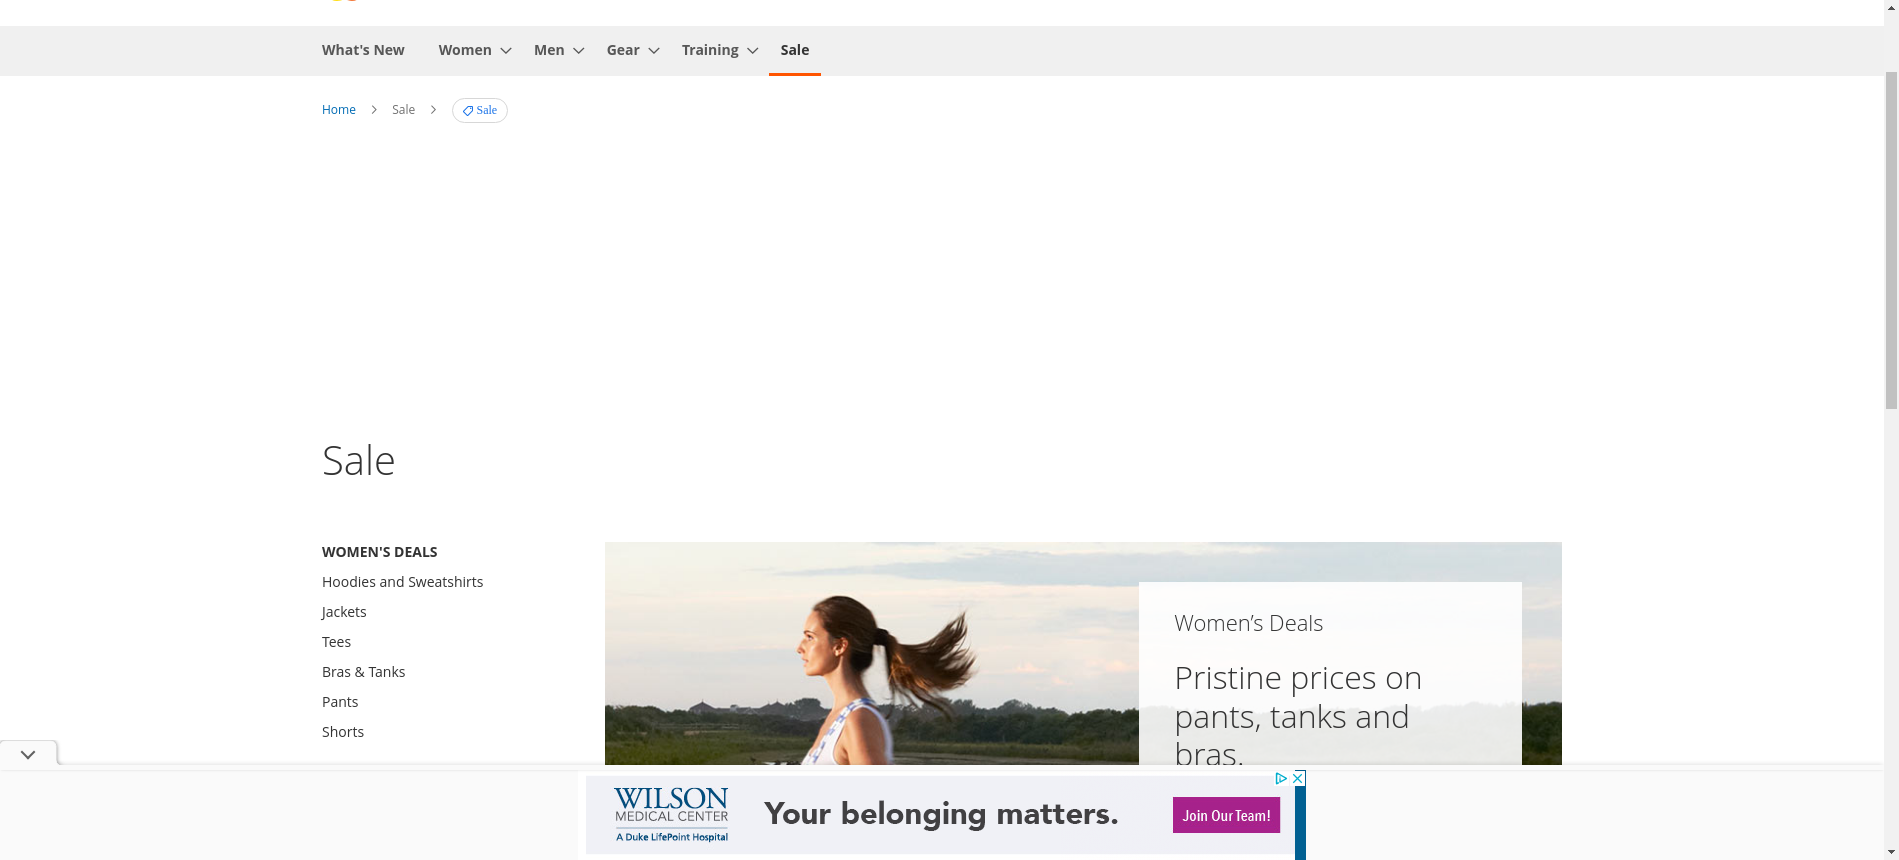 What's New Women Men Gear Training Sale
Home Sale Sale
Sale
WOMEN'S DEALS
Hoodies and Sweatshirts
Jackets
Tees
Bras & Tanks
Pants
Shorts
Women’s Deals
Pristine prices on
pants, tanks and
bras.
WILSON
MEDICAL CENTER
A Duke LifePoint Hospital
Your belonging matters.
Join Our Team!